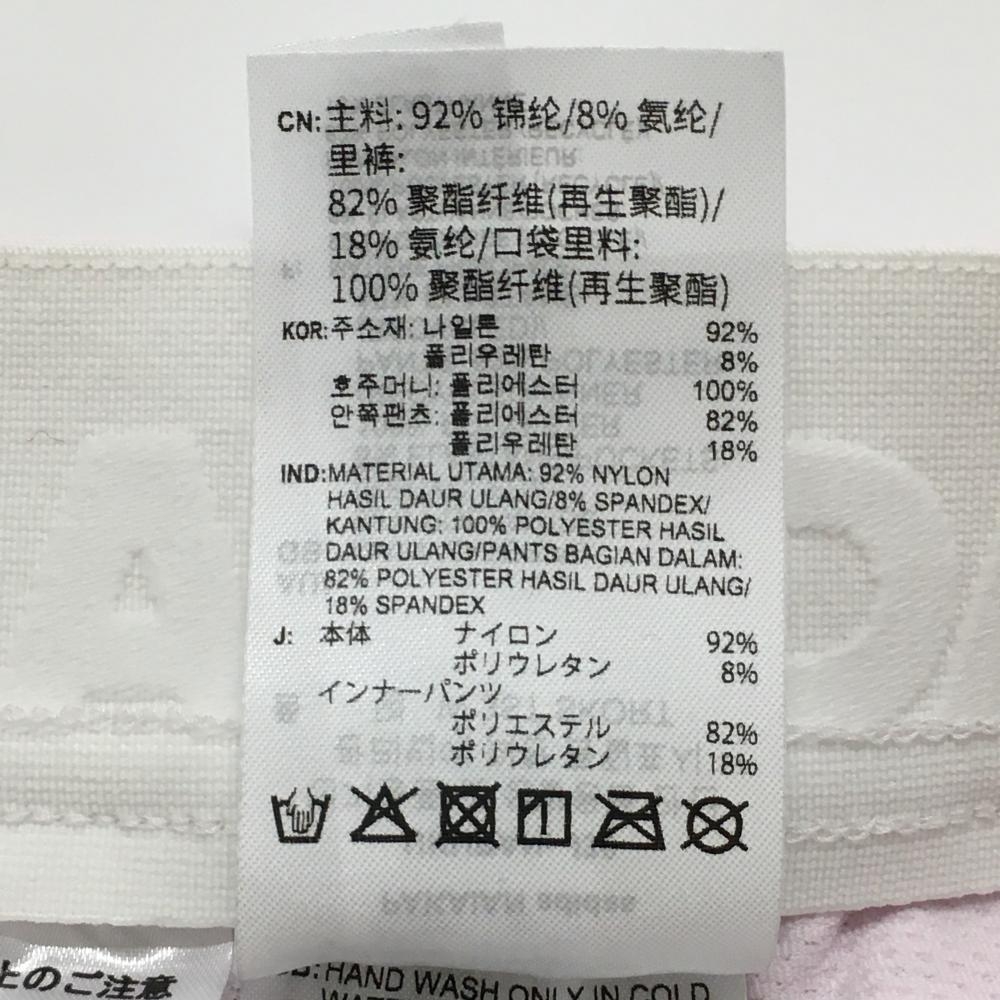 CN:主料: 92% 锦纶/8% 氨纶/
里裤:
82% 聚酯纤维(再生聚酯)/
18% 氨纶/口袋里料:
100% 聚酯纤维(再生聚酯)
KOR:주소재: 나일론 92%
폴리우레탄 8%
호주머니: 폴리에스터 100%
안쪽팬츠: 폴리에스터 82%
폴리우레탄 18%
IND:MATERIAL UTAMA: 92% NYLON
HASIL DAUR ULANG/8% SPANDEX/
KANTUNG: 100% POLYESTER HASIL
DAUR ULANG/PANTS BAGIAN DALAM:
82% POLYESTER HASIL DAUR ULANG/
18% SPANDEX
J: 本体 ナイロン 92%
ポリウレタン 8%
インナーパンツ
ポリエステル 82%
ポリウレタン 18%
上のご注意
HAND WASH ONLY IN COLD